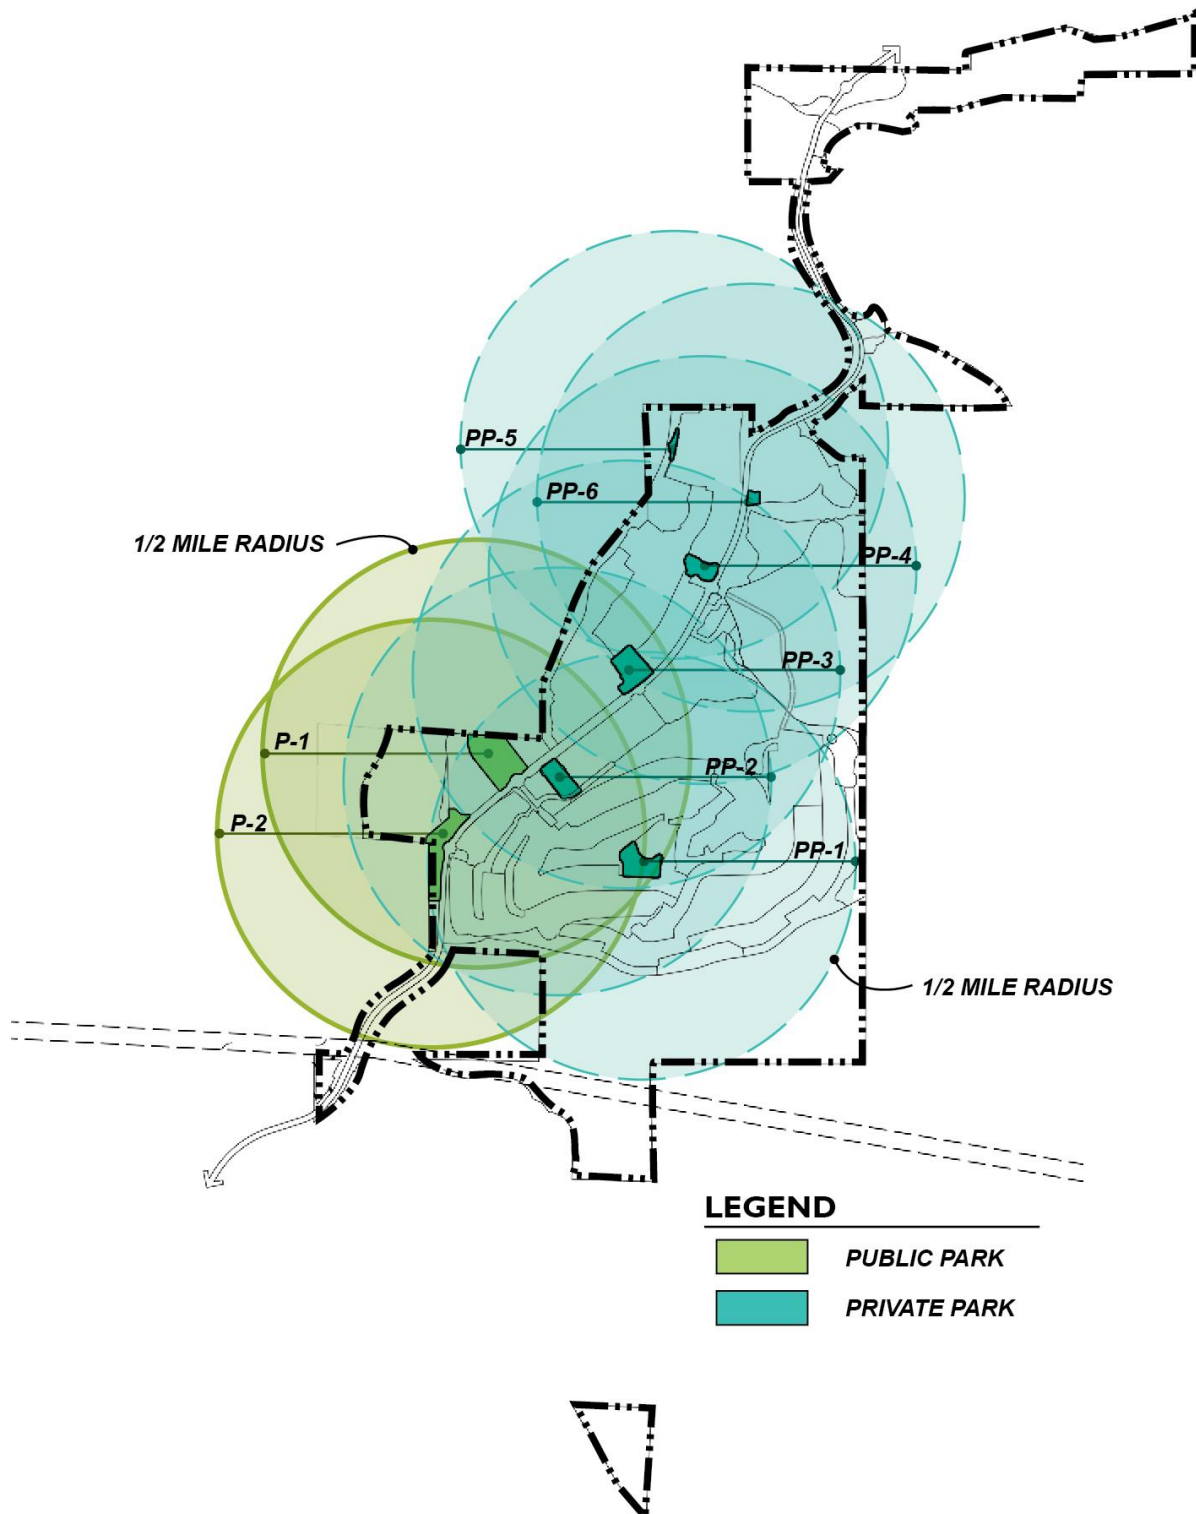 PP-5
PP-6
1/2 MILE RADIUS
PP-4
PP-3
P-1
PP-2
P-2
PP-1
1/2 MILE RADIUS
LEGEND
PUBLIC PARK
PRIVATE PARK